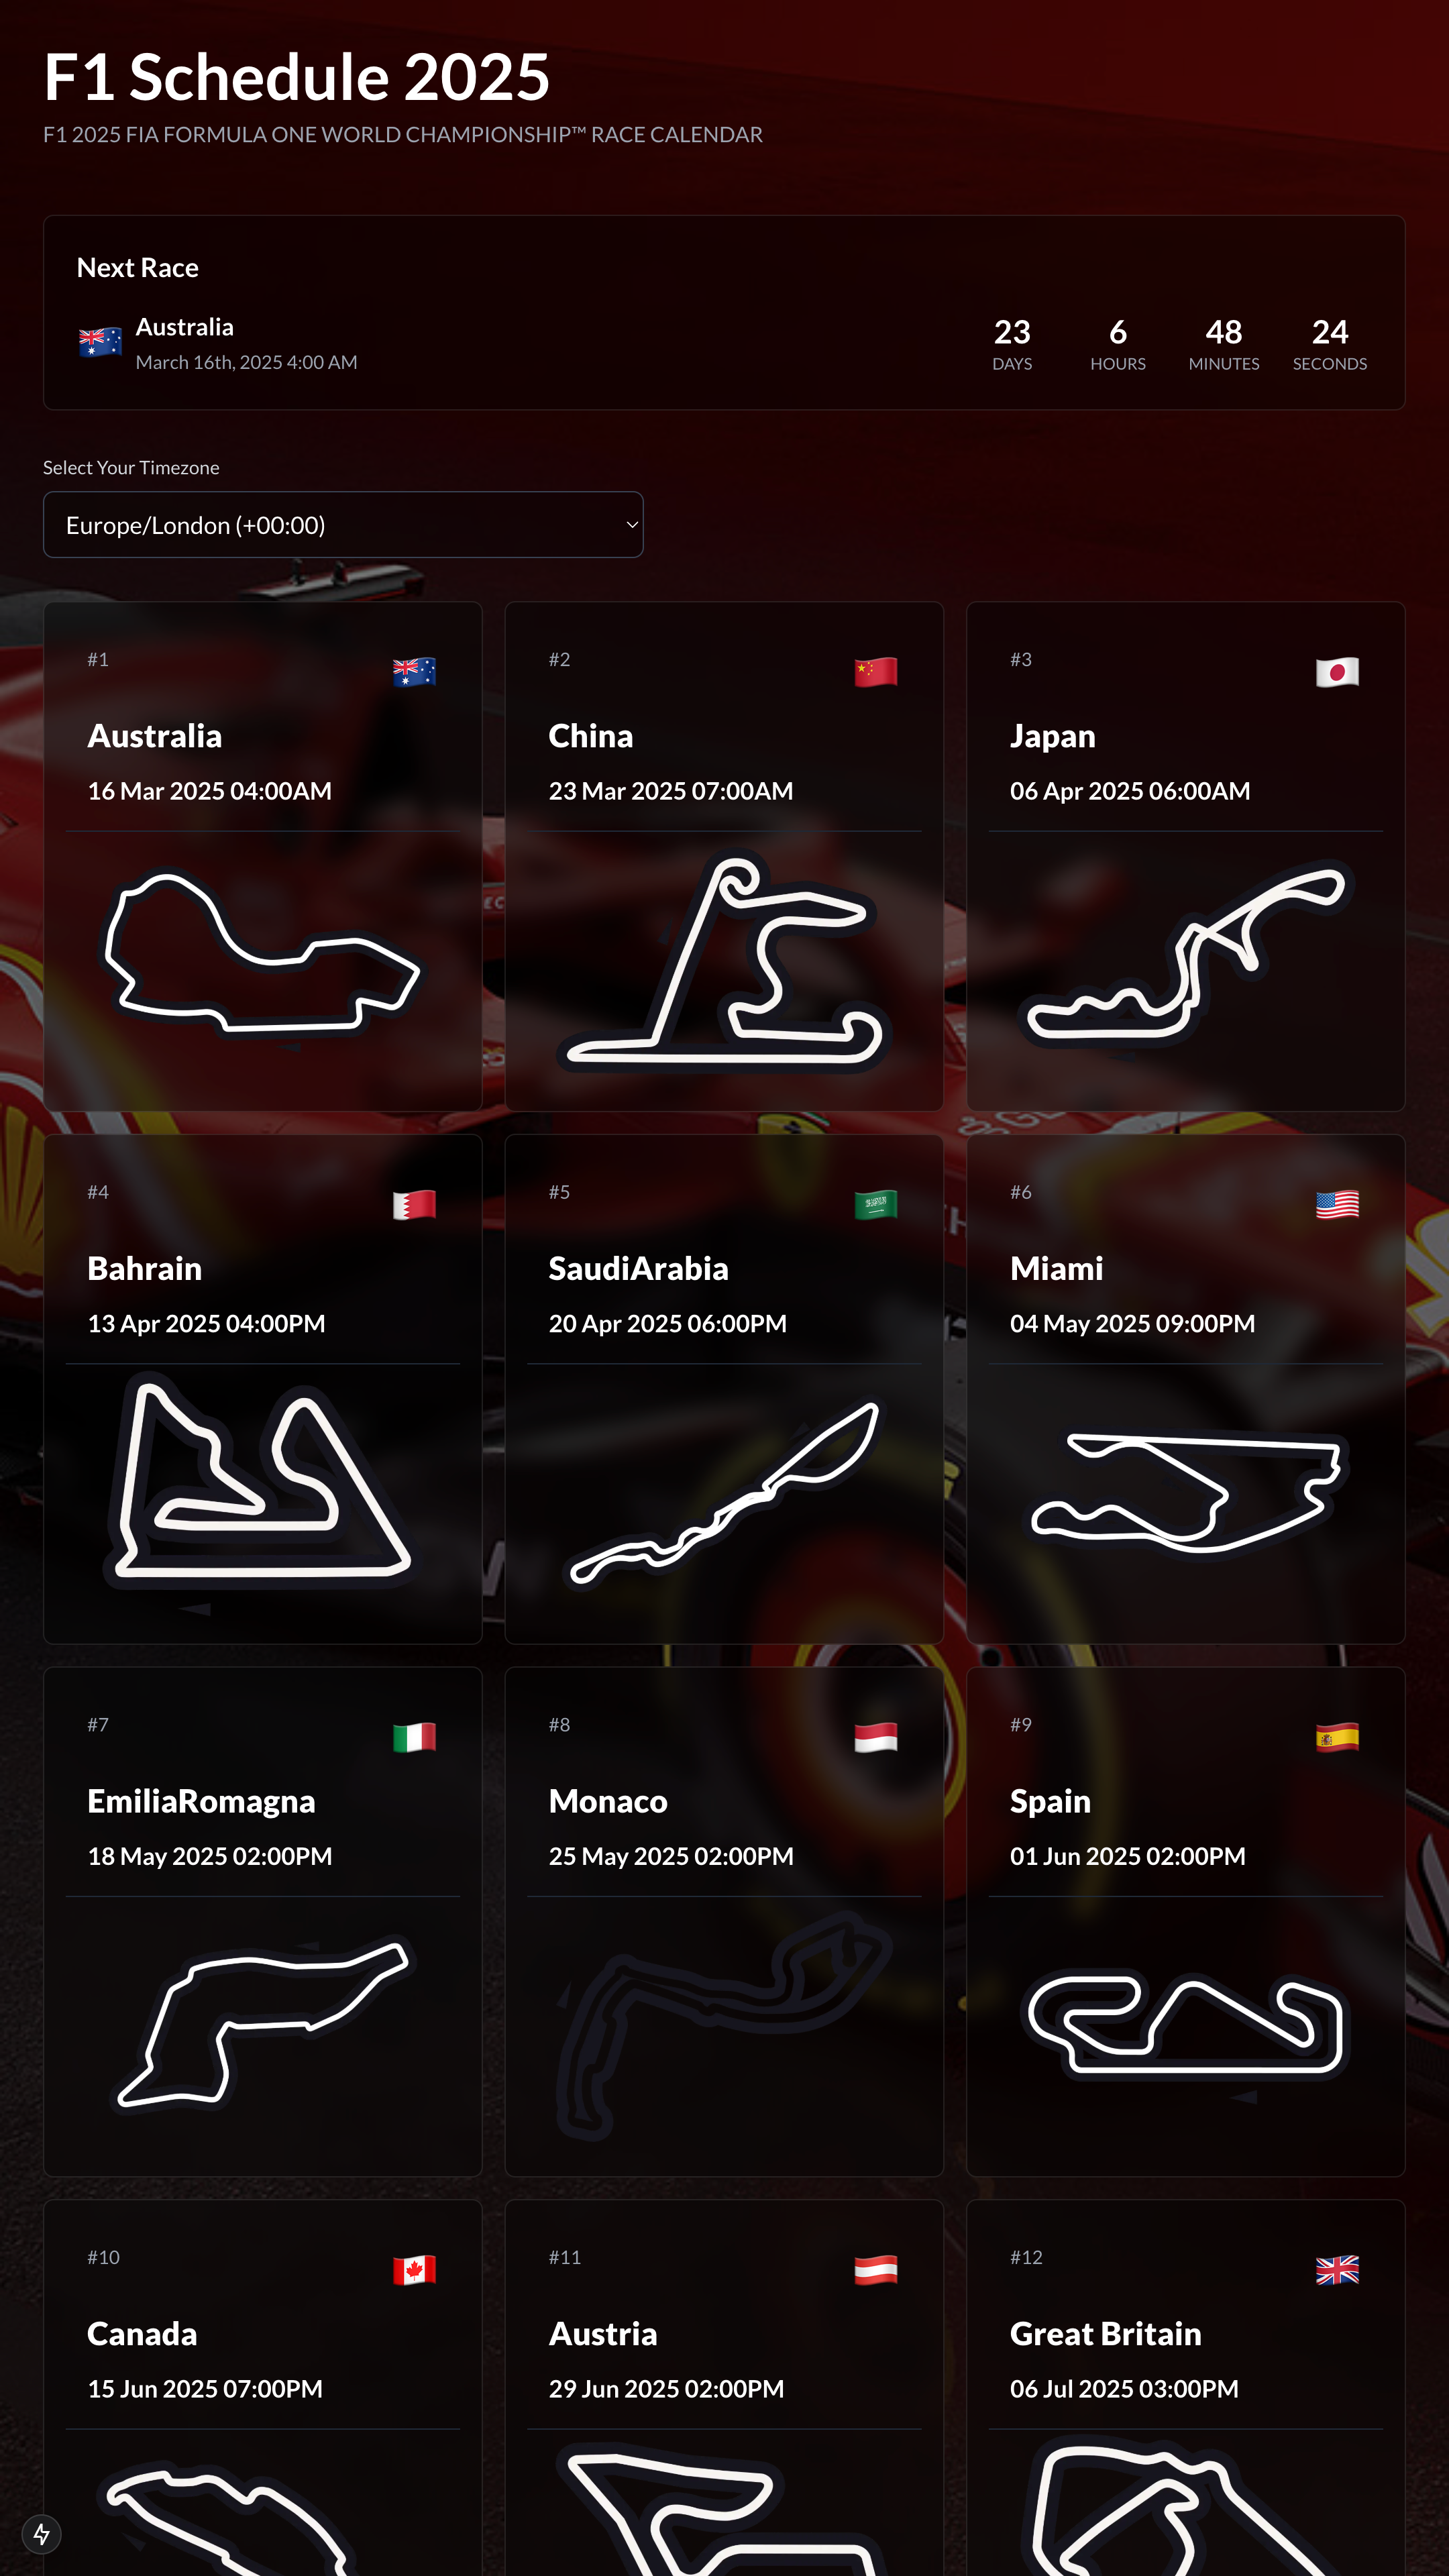 F1 Schedule 2025
F1 2025 FIA FORMULA ONE WORLD CHAMPIONSHIP™ RACE CALENDAR
Next Race
Australia
March 16th, 2025 4:00 AM
23 6 48 24
DAYS HOURS MINUTES SECONDS
Select Your Timezone
Europe/London (+00:00)
#1
Australia
16 Mar 2025 04:00AM
#2
China
23 Mar 2025 07:00AM
#3
Japan
06 Apr 2025 06:00AM
#4
Bahrain
13 Apr 2025 04:00PM
#5
SaudiArabia
20 Apr 2025 06:00PM
#6
Miami
04 May 2025 09:00PM
#7
EmiliaRomagna
18 May 2025 02:00PM
#8
Monaco
25 May 2025 02:00PM
#9
Spain
01 Jun 2025 02:00PM
#10
Canada
15 Jun 2025 07:00PM
#11
Austria
29 Jun 2025 02:00PM
#12
Great Britain
06 Jul 2025 03:00PM